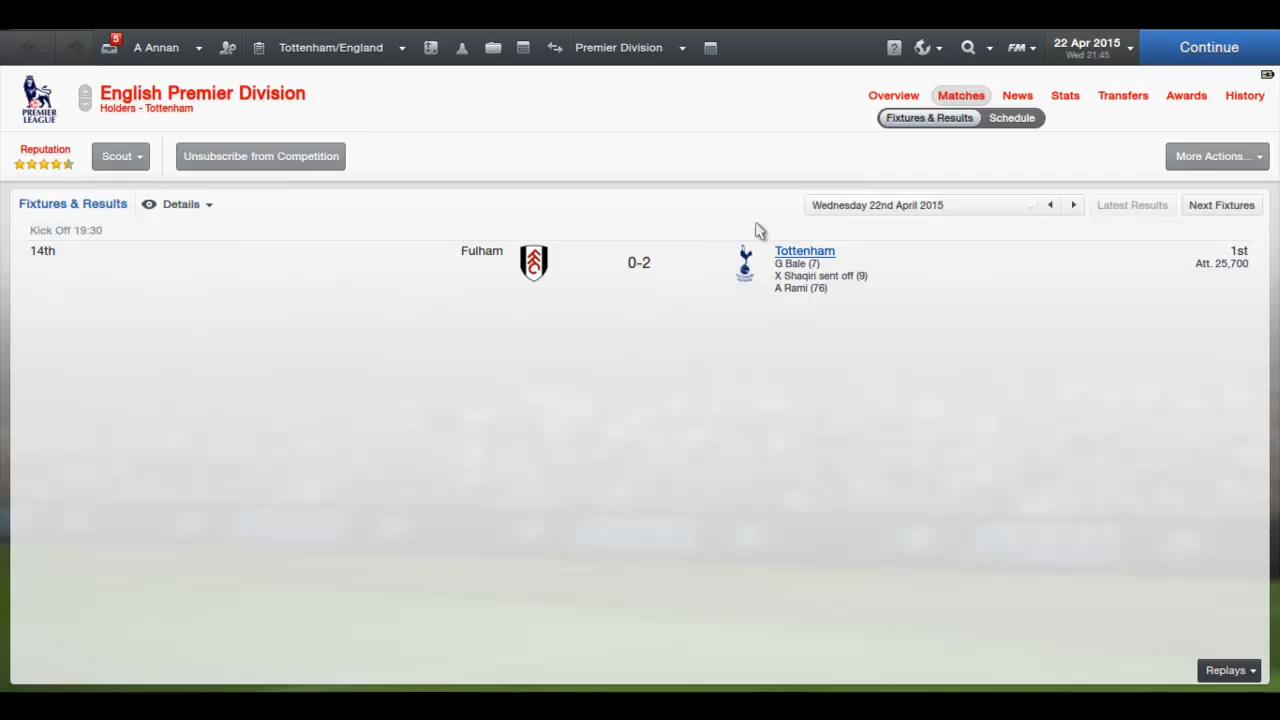 5
A Annan
Tottenham/England
Premier Division
FM
22 Apr 2015
Wed 21:45
Continue
PREMIER
LEAGUE
English Premier Division
Holders - Tottenham
Overview
Matches
News
Stats
Transfers
Awards
History
Fixtures & Results
Schedule
Reputation
Scout
Unsubscribe from Competition
More Actions...
Fixtures & Results
Details
Wednesday 22nd April 2015
Latest Results
Next Fixtures
Kick Off 19:30
14th
Fulham
0-2
Tottenham
1st
G Bale (7)
Att. 25,700
X Shaqiri sent off (9)
A Rami (76)
Replays